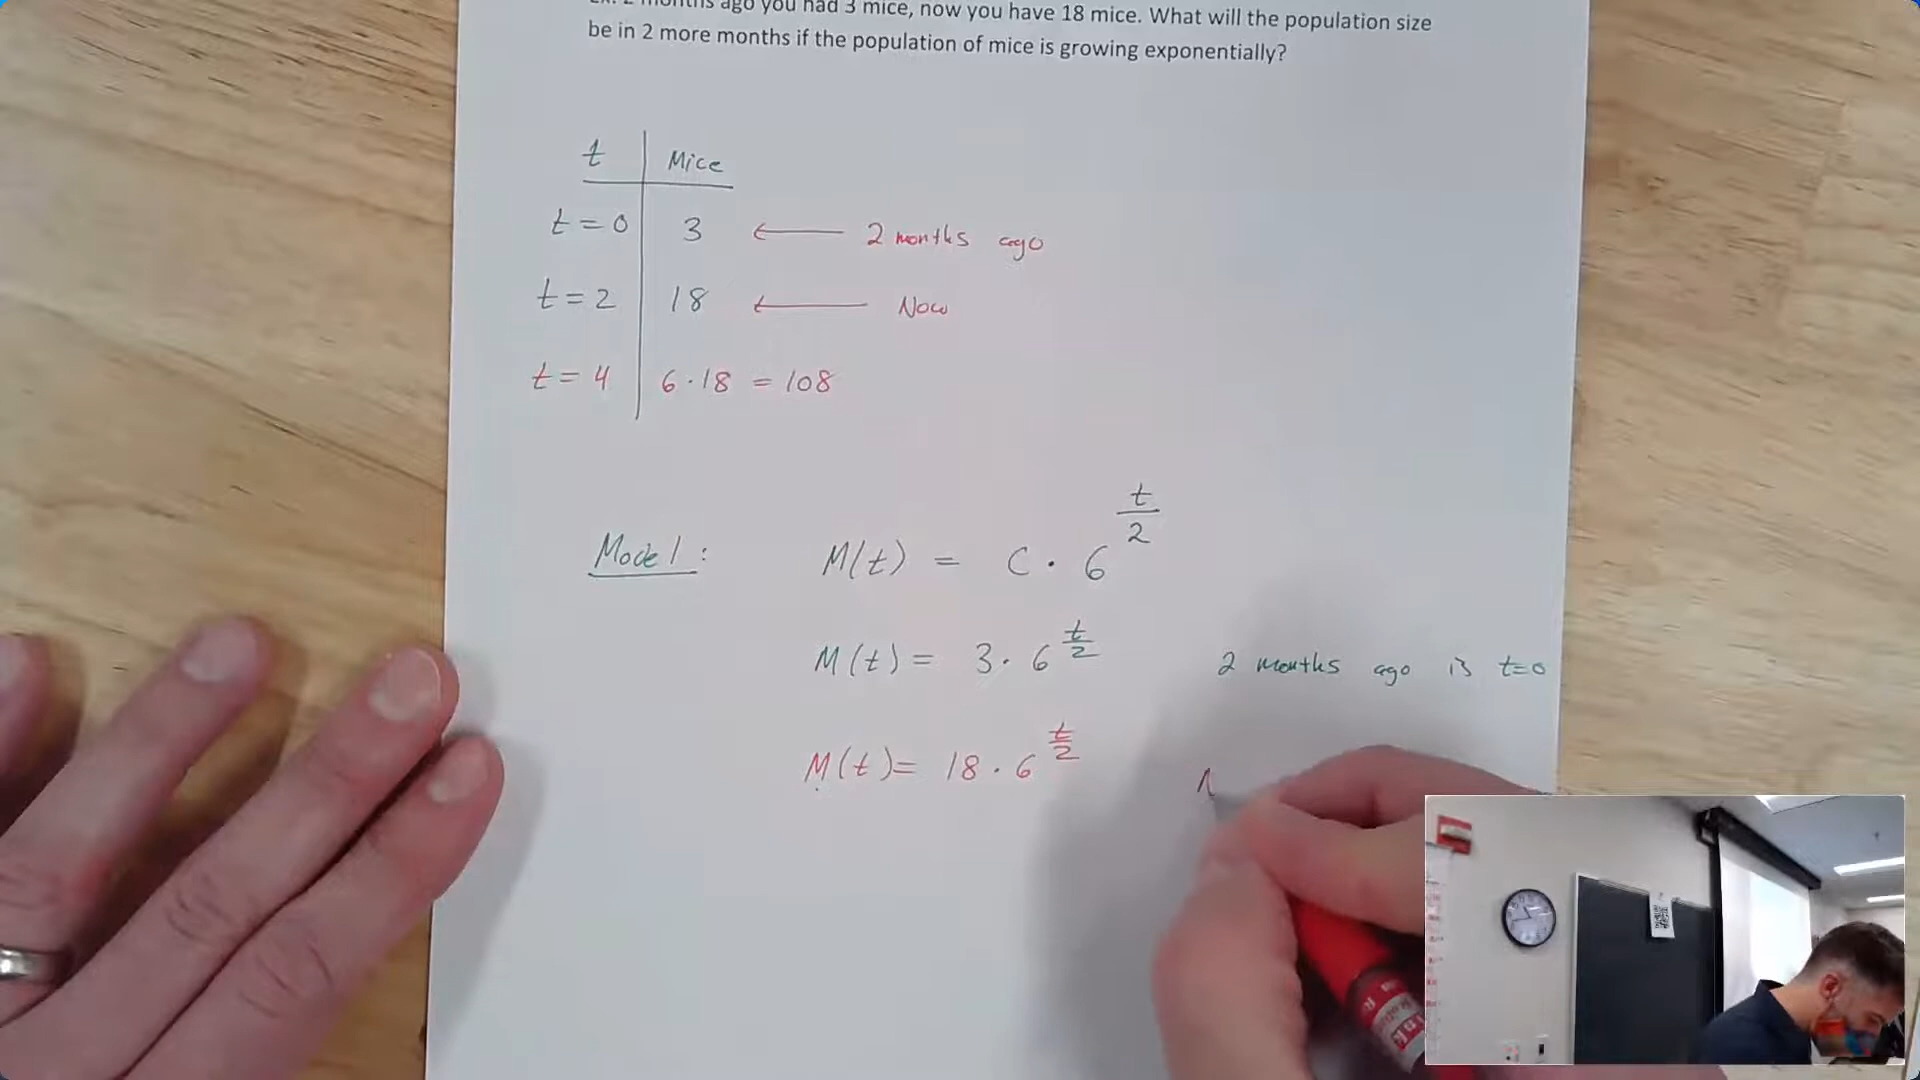 2 months ago you had 3 mice, now you have 18 mice. What will the population size
be in 2 more months if the population of mice is growing exponentially?
t | Mice
t = 0 | 3 ← 2 months ago
t = 2 | 18 ← Now
t = 4 | 6 · 18 = 108
Model: M(t) = C · 6^(t/2)
M(t) = 3 · 6^(t/2) 2 months ago is t=0
M(t) = 18 · 6^(t/2)